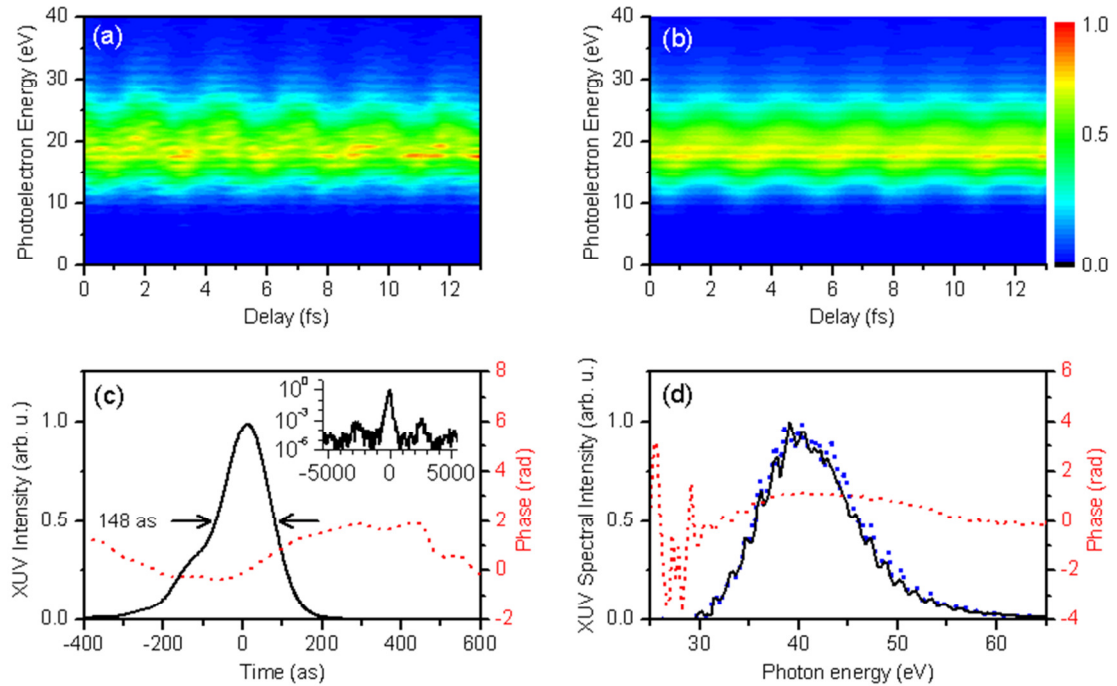 (a)
Photoelectron Energy (eV)
40
30
20
10
0
0 2 4 6 8 10 12
Delay (fs)
(b)
Photoelectron Energy (eV)
40
30
20
10
0
0 2 4 6 8 10 12
Delay (fs)
1.0
0.5
0.0
(c)
XUV Intensity (arb. u.)
1.0
0.5
0.0
148 as
10^0
10^-3
10^-6
-5000 0 5000
8
6
4
2
0
-2
Phase (rad)
-400 -200 0 200 400 600
Time (as)
(d)
XUV Spectral Intensity (arb. u.)
1.0
0.5
0.0
4
2
0
-2
-4
Phase (rad)
30 40 50 60
Photon energy (eV)